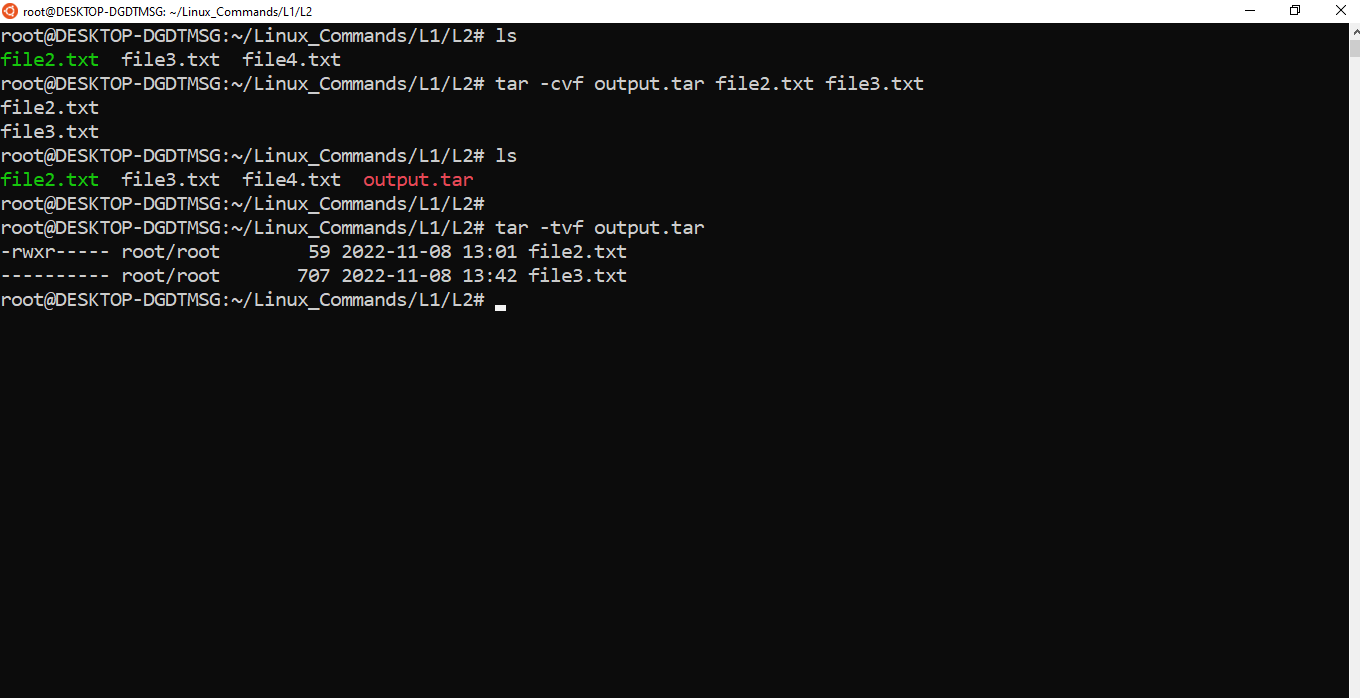 root@DESKTOP-DGDTMSG: ~/Linux_Commands/L1/L2
root@DESKTOP-DGDTMSG:~/Linux_Commands/L1/L2# ls
file2.txt  file3.txt  file4.txt
root@DESKTOP-DGDTMSG:~/Linux_Commands/L1/L2# tar -cvf output.tar file2.txt file3.txt
file2.txt
file3.txt
root@DESKTOP-DGDTMSG:~/Linux_Commands/L1/L2# ls
file2.txt  file3.txt  file4.txt  output.tar
root@DESKTOP-DGDTMSG:~/Linux_Commands/L1/L2#
root@DESKTOP-DGDTMSG:~/Linux_Commands/L1/L2# tar -tvf output.tar
-rwxr----- root/root        59 2022-11-08 13:01 file2.txt
---------- root/root       707 2022-11-08 13:42 file3.txt
root@DESKTOP-DGDTMSG:~/Linux_Commands/L1/L2#